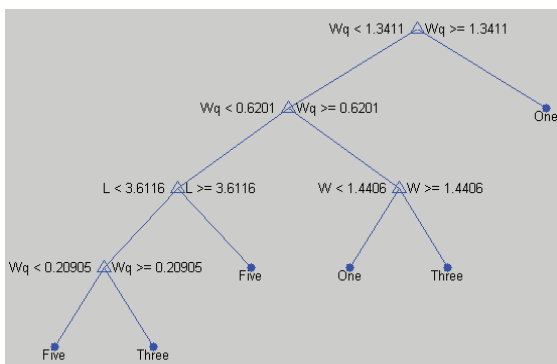 Wq < 1.3411 Wq >= 1.3411
Wq < 0.6201 Wq >= 0.6201
One
L < 3.6116 L >= 3.6116 W < 1.4406 W >= 1.4406
Wq < 0.20905 Wq >= 0.20905
Five One Three
Five Three